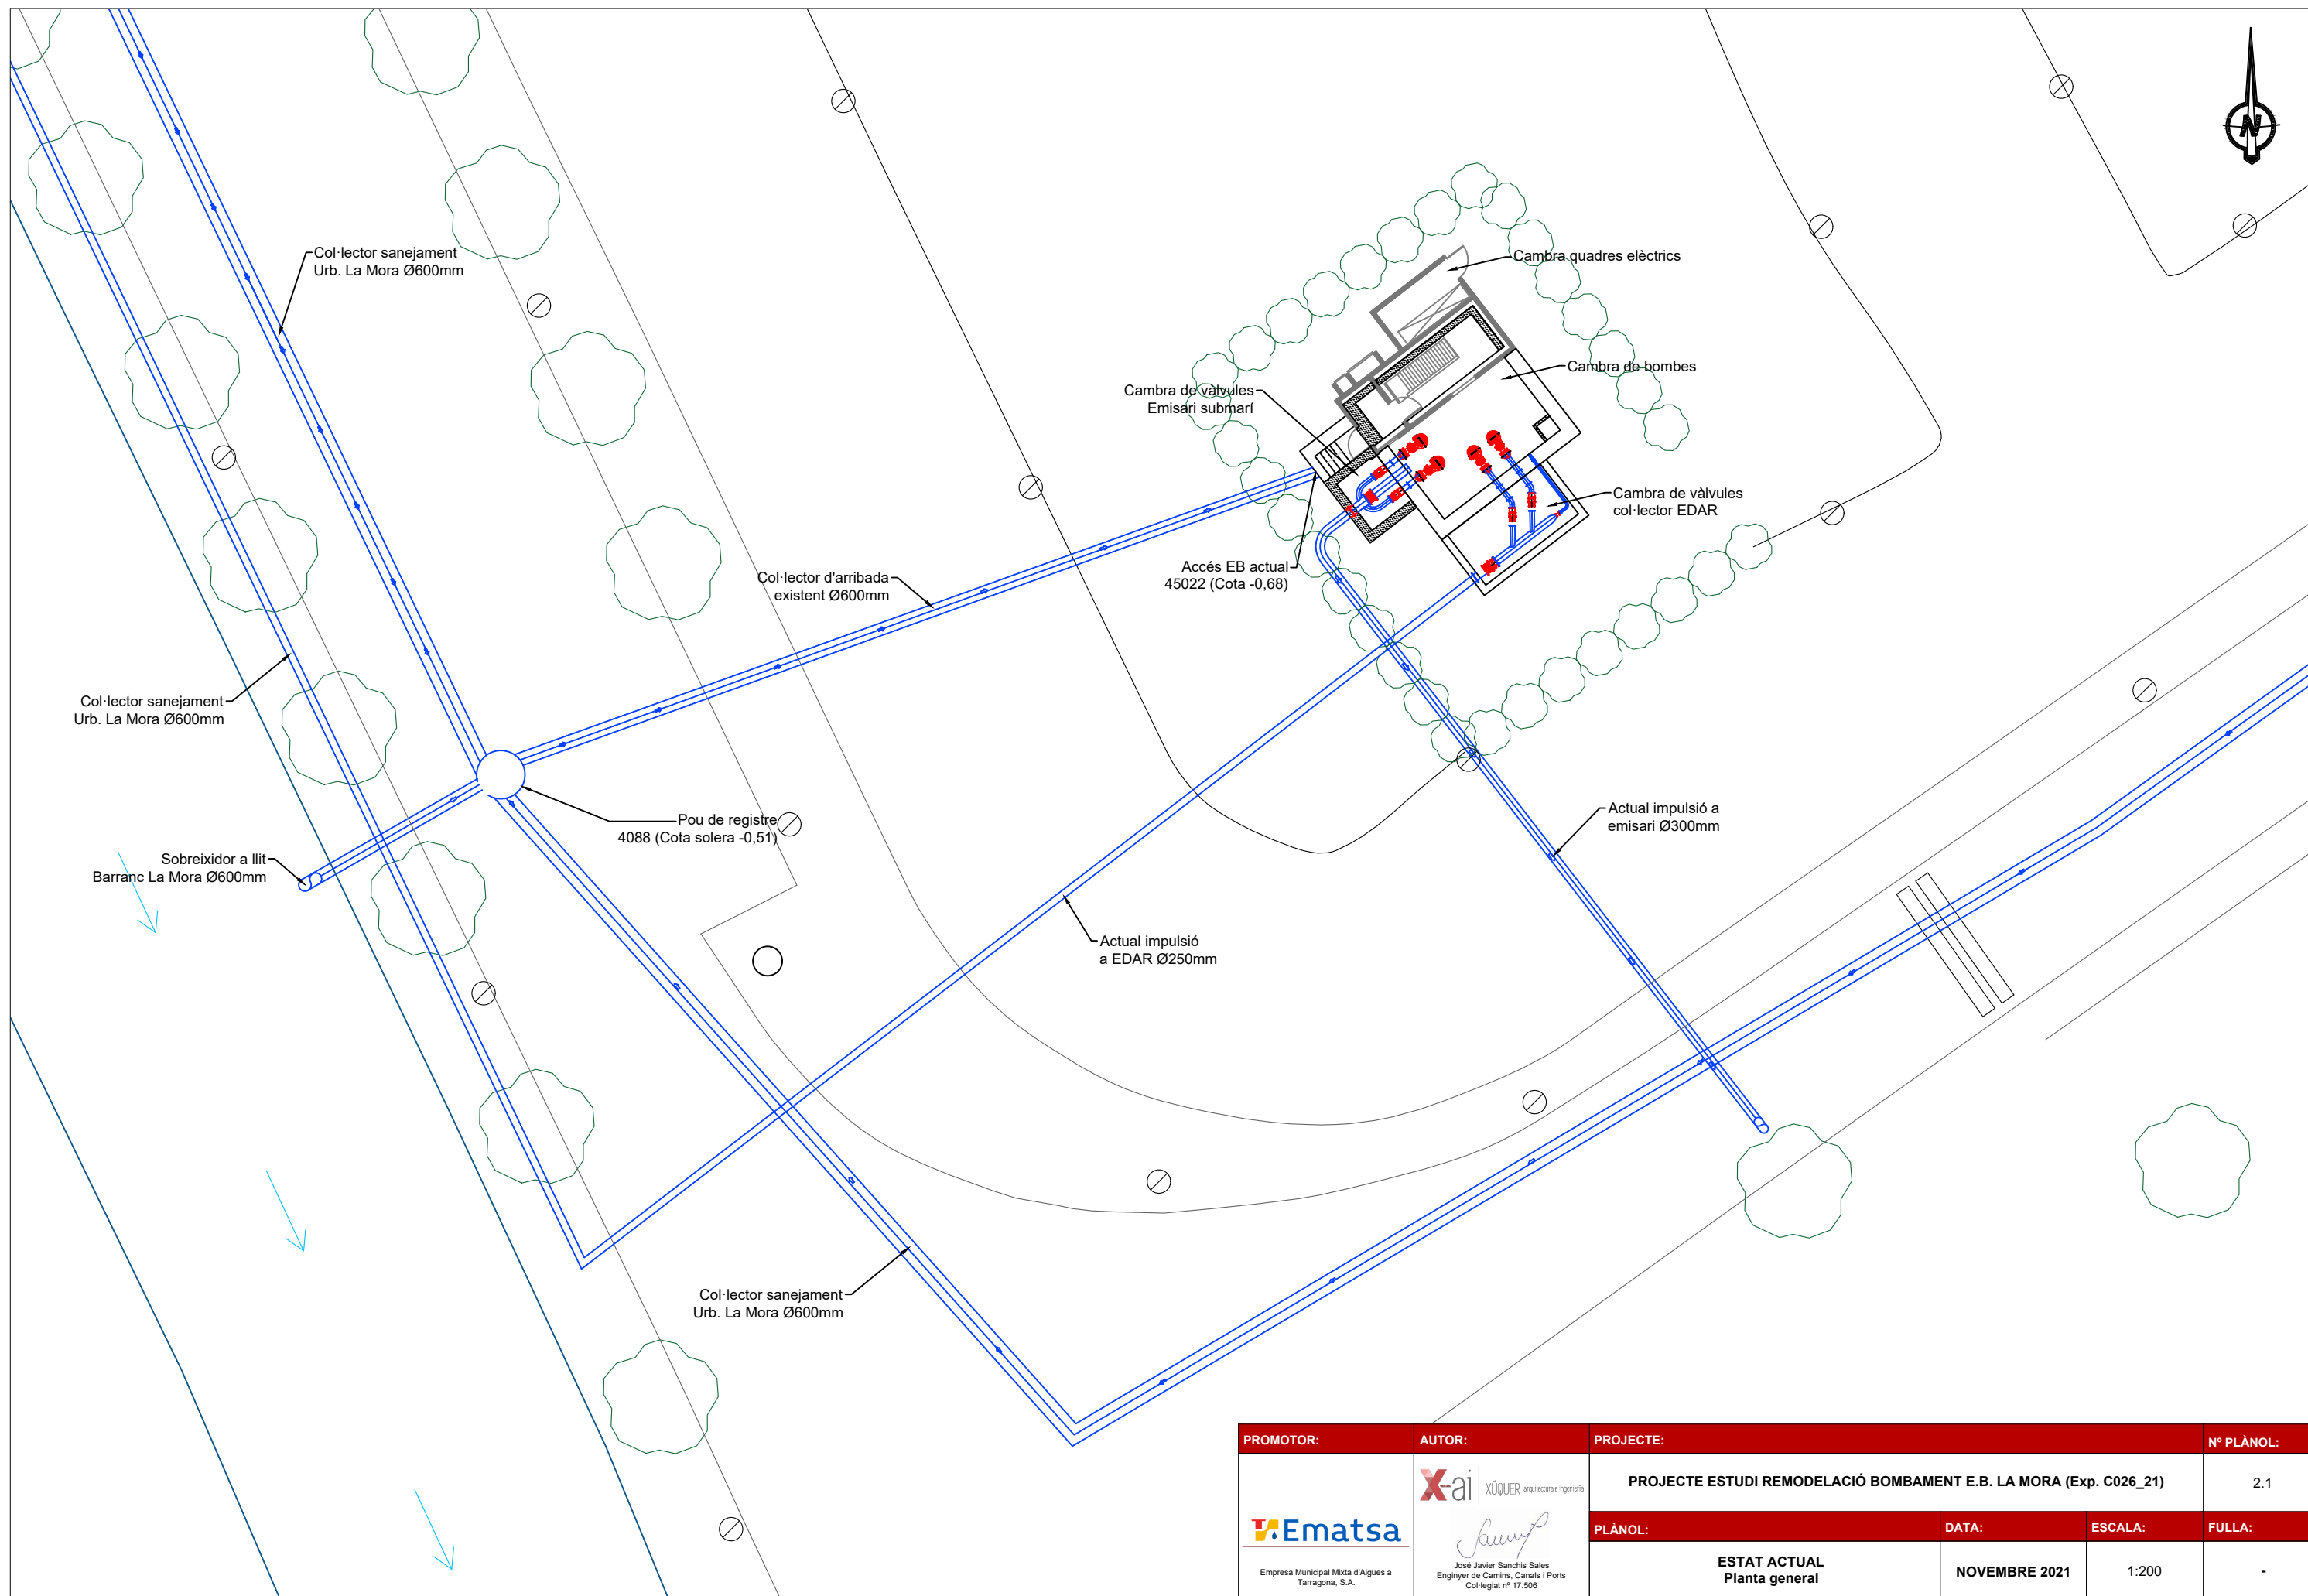 N
Col·lector sanejament
Urb. La Mora Ø600mm
Cambra quadres elèctrics
Cambra de bombes
Cambra de vàlvules
Emisari submarí
Cambra de vàlvules
col·lector EDAR
Accés EB actual
45022 (Cota -0,68)
Col·lector d'arribada
existent Ø600mm
Col·lector sanejament
Urb. La Mora Ø600mm
Pou de registre
4088 (Cota solera -0,51)
Actual impulsió a
emisari Ø300mm
Sobreixidor a llit
Barranc La Mora Ø600mm
Actual impulsió
a EDAR Ø250mm
Col·lector sanejament
Urb. La Mora Ø600mm
PROMOTOR:
Ematsa
Empresa Municipal Mixta d'Aigües a
Tarragona, S.A.
AUTOR:
X-ai XÚQUER arquitectura e ingeniería
José Javier Sanchis Sales
Enginyer de Camins, Canals i Ports
Col·legiat nº 17.506
PROJECTE:
PROJECTE ESTUDI REMODELACIÓ BOMBAMENT E.B. LA MORA (Exp. C026_21)
Nº PLÀNOL:
2.1
PLÀNOL:
ESTAT ACTUAL
Planta general
DATA:
NOVEMBRE 2021
ESCALA:
1:200
FULLA:
-